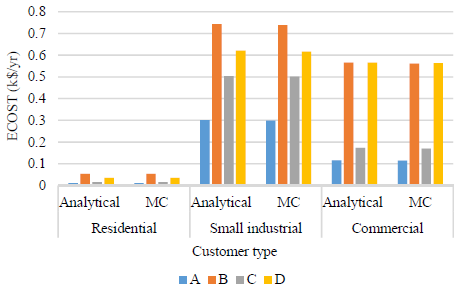 0.8
0.7
0.6
0.5
0.4
0.3
0.2
0.1
0
ECOST (k$/yr)
Analytical MC Analytical MC Analytical MC
Residential Small industrial Commercial
Customer type
A B C D